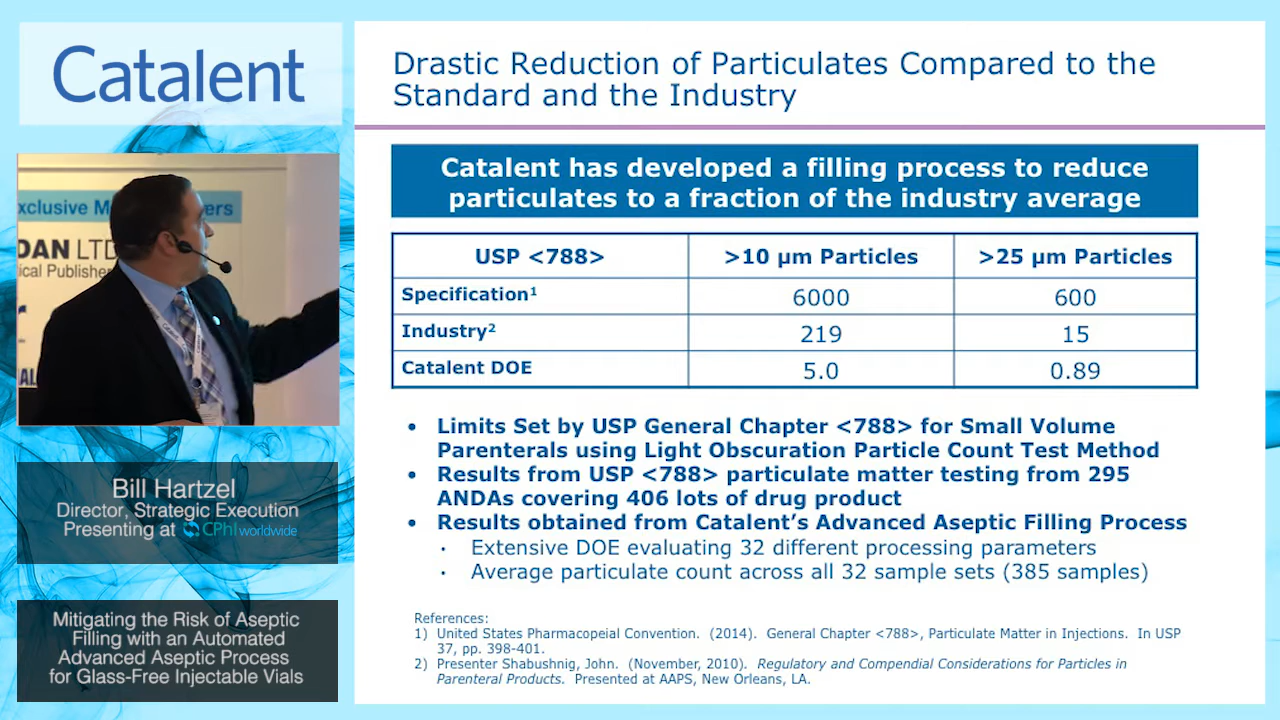 Catalent
xclusive M ers
DAN LTD
ical Publisher
AL
Bill Hartzel
Director, Strategic Execution
Presenting at CPhI worldwide
Mitigating the Risk of Aseptic
Filling with an Automated
Advanced Aseptic Process
for Glass-Free Injectable Vials
Drastic Reduction of Particulates Compared to the
Standard and the Industry
Catalent has developed a filling process to reduce
particulates to a fraction of the industry average
USP <788> >10 µm Particles >25 µm Particles
Specification¹ 6000 600
Industry² 219 15
Catalent DOE 5.0 0.89
• Limits Set by USP General Chapter <788> for Small Volume
Parenterals using Light Obscuration Particle Count Test Method
• Results from USP <788> particulate matter testing from 295
ANDAs covering 406 lots of drug product
• Results obtained from Catalent’s Advanced Aseptic Filling Process
· Extensive DOE evaluating 32 different processing parameters
· Average particulate count across all 32 sample sets (385 samples)
References:
1) United States Pharmacopeial Convention. (2014). General Chapter <788>, Particulate Matter in Injections. In USP
37, pp. 398-401.
2) Presenter Shabushnig, John. (November, 2010). Regulatory and Compendial Considerations for Particles in
Parenteral Products. Presented at AAPS, New Orleans, LA.